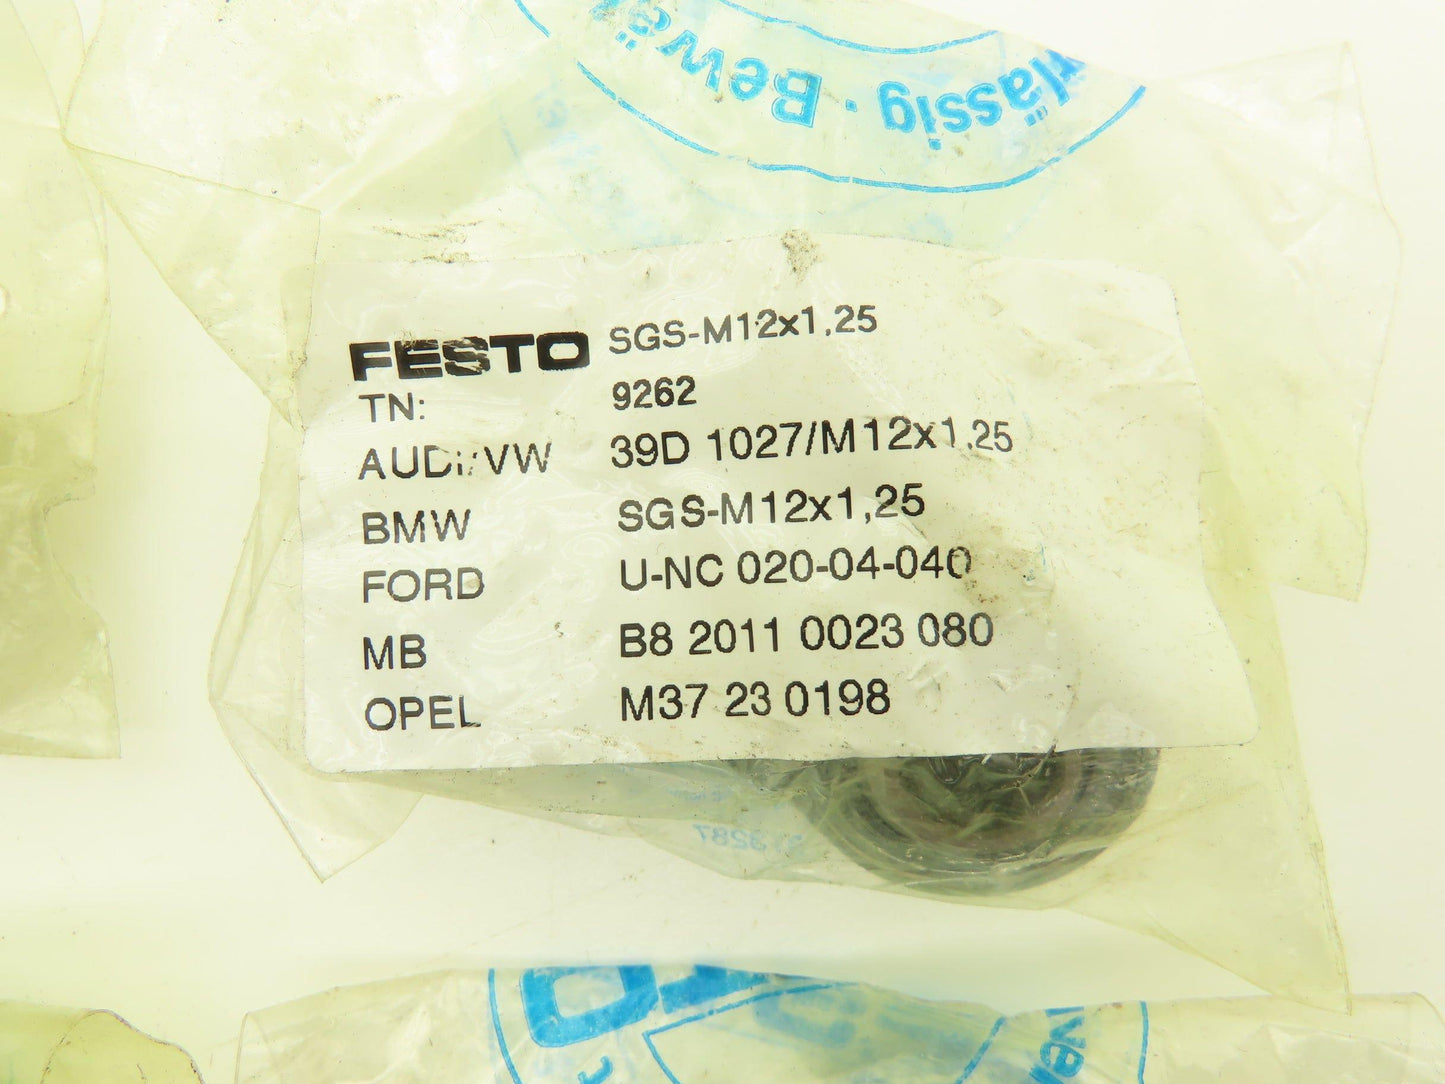 Bewä
rlässig ·
FESTO SGS-M12x1,25
TN: 9262
AUDI/VW 39D 1027/M12x1,25
BMW SGS-M12x1,25
FORD U-NC 020-04-040
MB B8 2011 0023 080
OPEL M37 23 0198